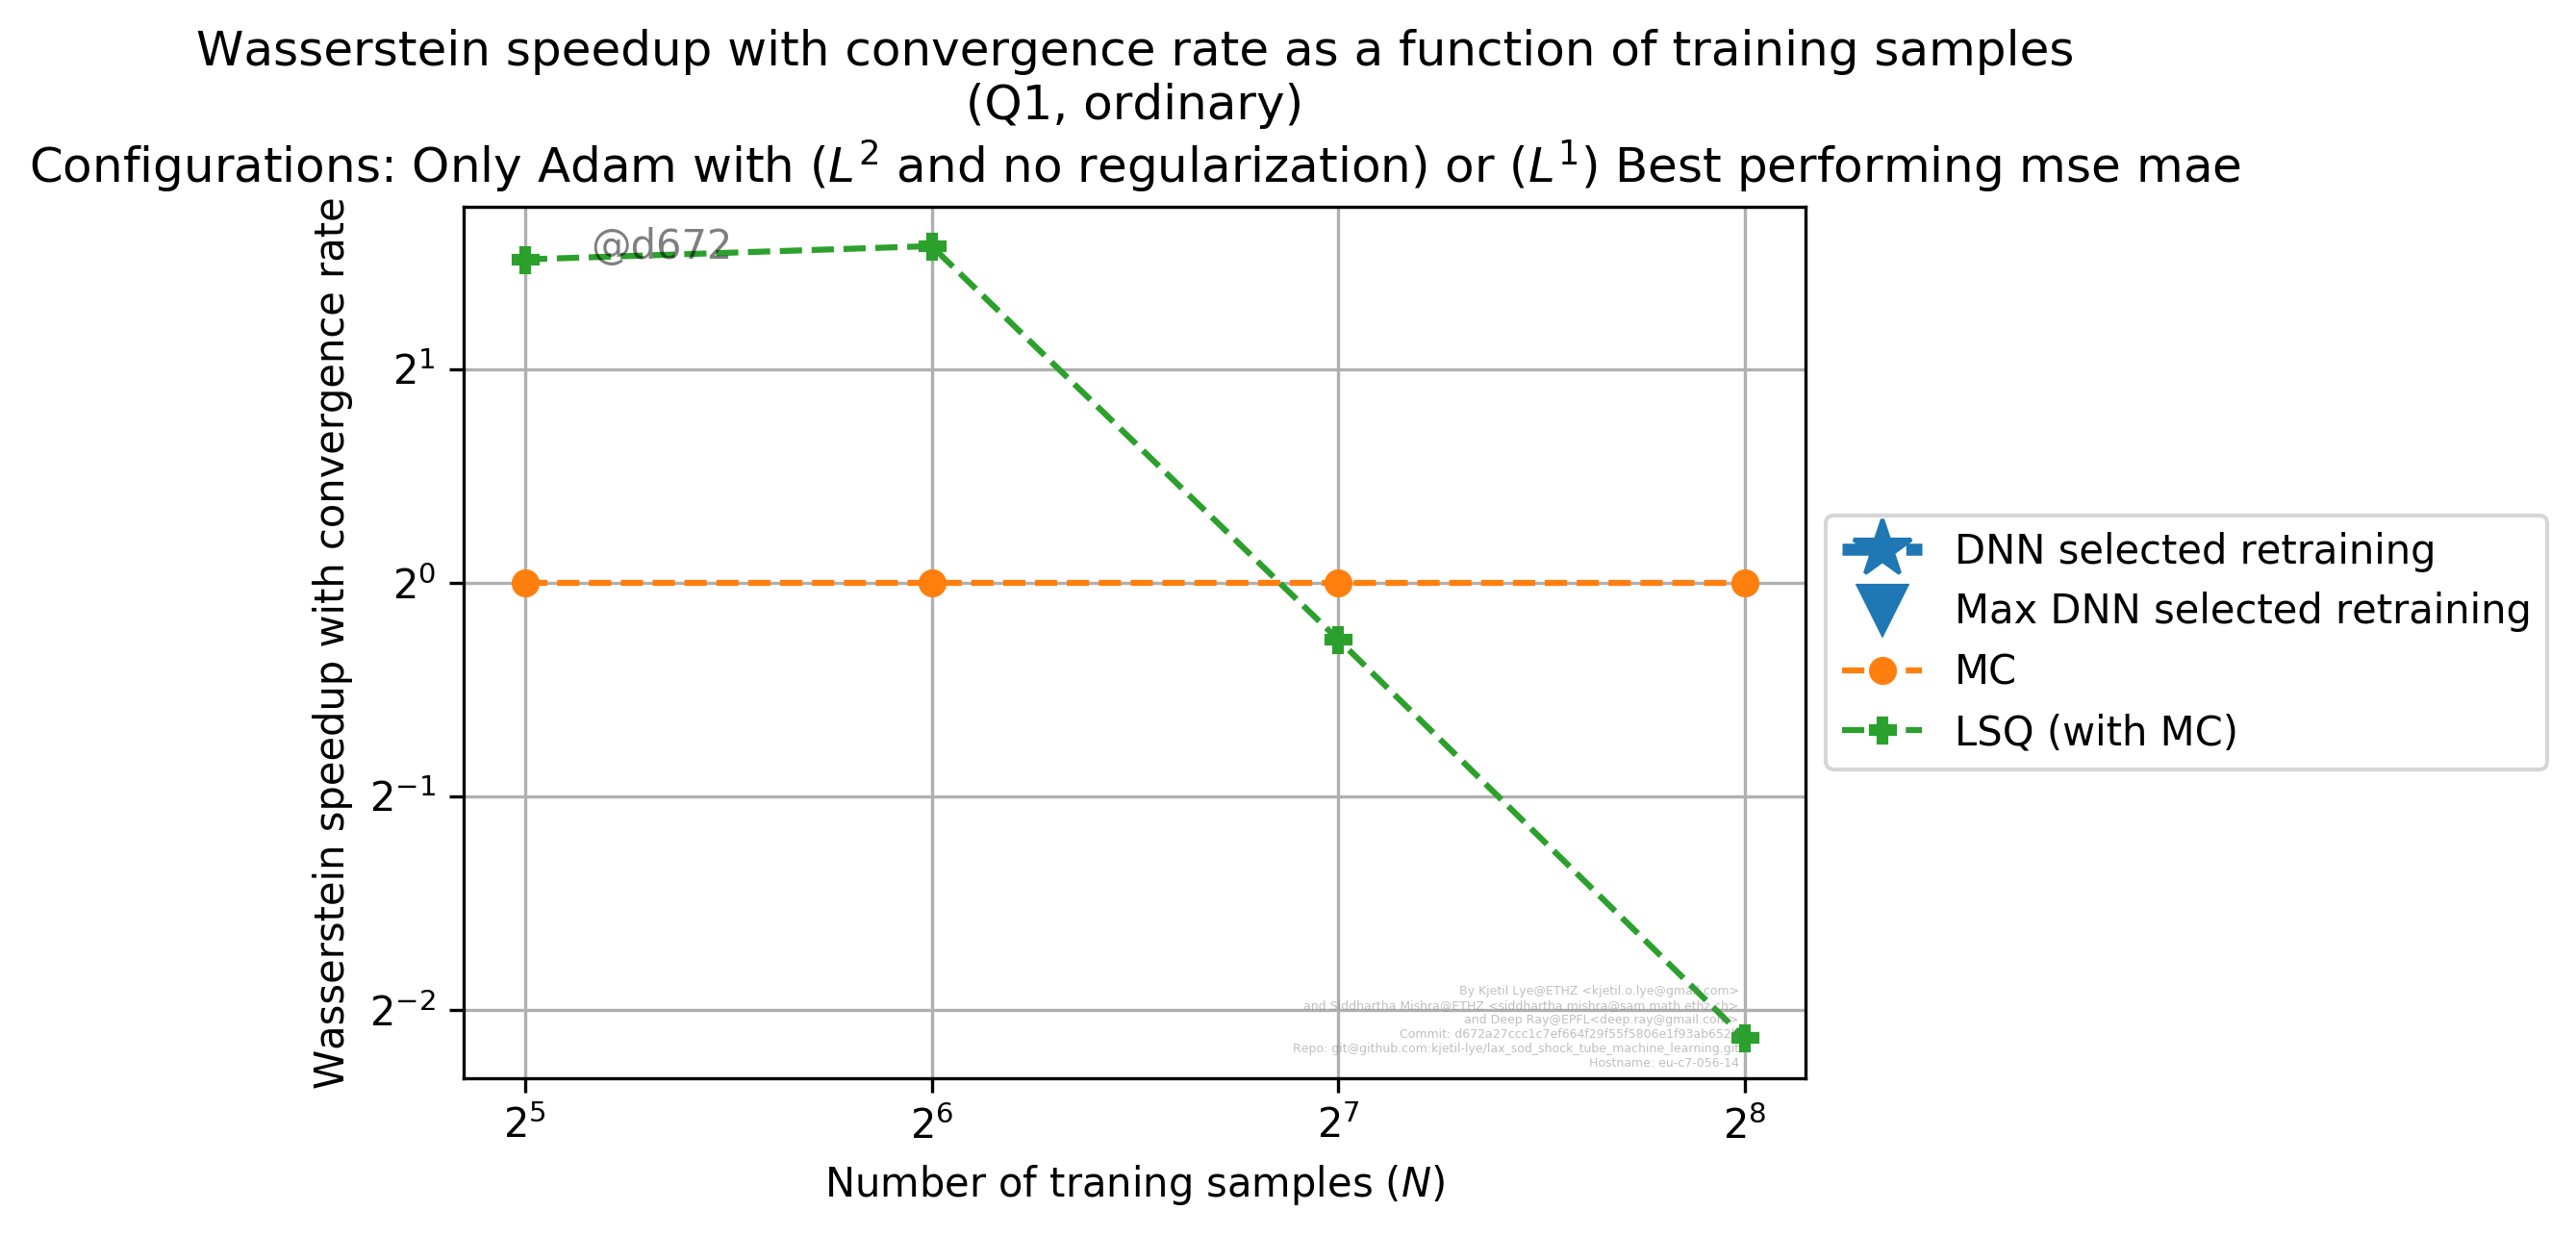 Wasserstein speedup with convergence rate as a function of training samples
(Q1, ordinary)
Configurations: Only Adam with (L² and no regularization) or (L¹) Best performing mse mae
Wasserstein speedup with convergence rate
@d672
2¹
2⁰
2⁻¹
2⁻²
DNN selected retraining
Max DNN selected retraining
MC
LSQ (with MC)
By Kjetil Lye@ETHZ <kjetil.o.lye@gmail.com>
and Siddhartha Mishra@ETHZ <siddhartha.mishra@sam.math.ethz.ch>
and Deep Ray@EPFL<deep.ray@gmail.com>
Commit:
Repo: git@github.com:kjetil-lye/lax_sod_shock_tube_machine_learning.git
Hostname: eu-c7-056-14
2⁵
2⁶
2⁷
2⁸
Number of traning samples (N)